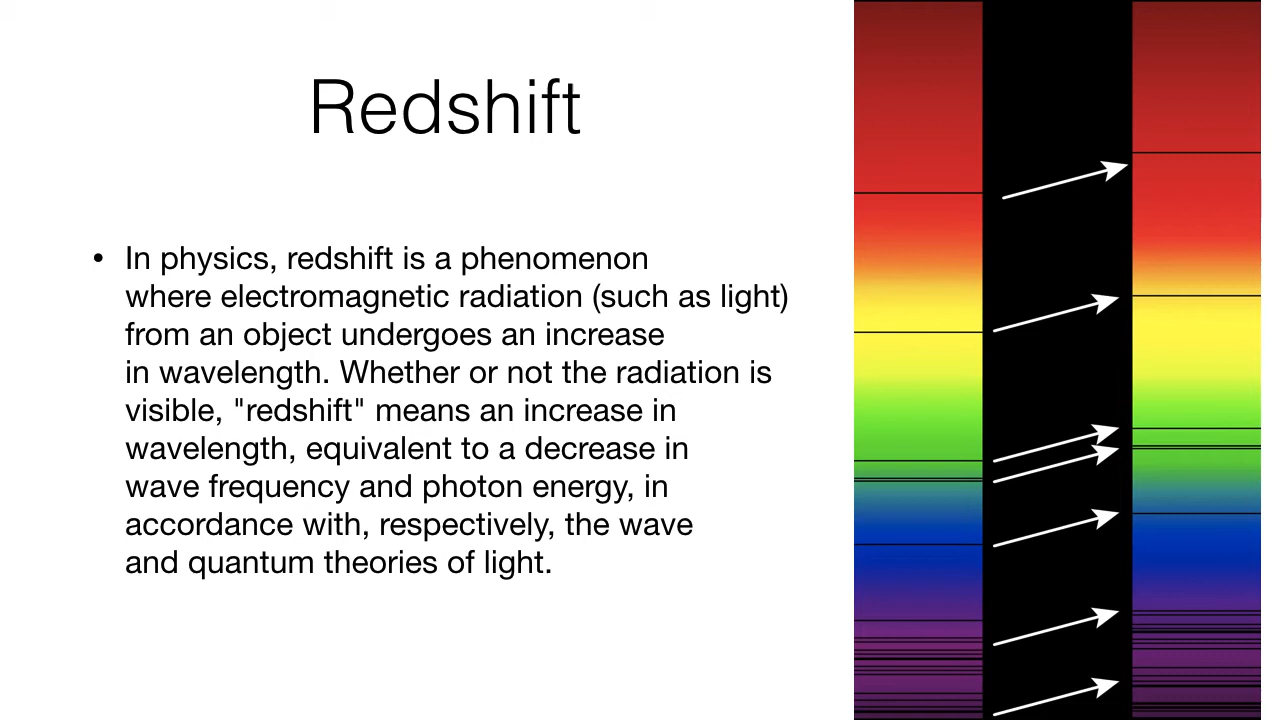 Redshift
• In physics, redshift is a phenomenon
where electromagnetic radiation (such as light)
from an object undergoes an increase
in wavelength. Whether or not the radiation is
visible, "redshift" means an increase in
wavelength, equivalent to a decrease in
wave frequency and photon energy, in
accordance with, respectively, the wave
and quantum theories of light.